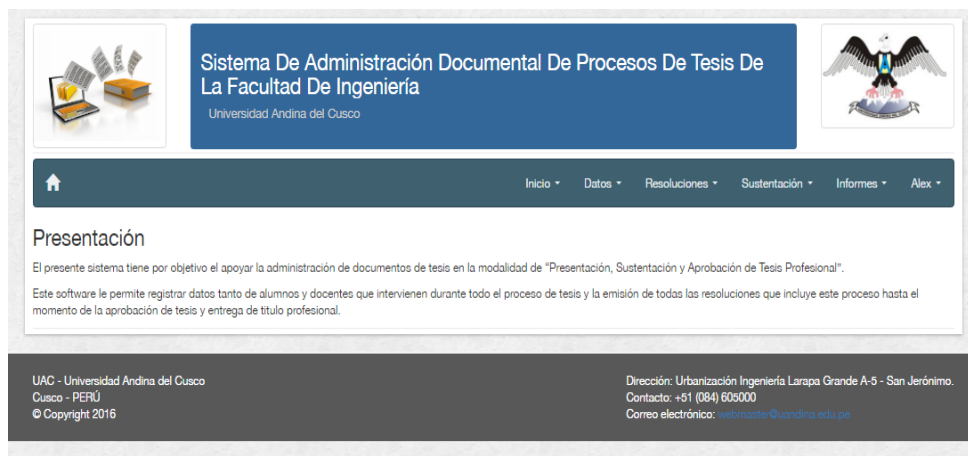 Sistema De Administración Documental De Procesos De Tesis De
La Facultad De Ingeniería
Universidad Andina del Cusco
Inicio
Datos
Resoluciones
Sustentación
Informes
Alex
Presentación
El presente sistema tiene por objetivo el apoyar la administración de documentos de tesis en la modalidad de "Presentación, Sustentación y Aprobación de Tesis Profesional".
Este software le permite registrar datos tanto de alumnos y docentes que intervienen durante todo el proceso de tesis y la emisión de todas las resoluciones que incluye este proceso hasta el
momento de la aprobación de tesis y entrega de titulo profesional.
UAC - Universidad Andina del Cusco
Cusco - PERÚ
© Copyright 2016
Dirección: Urbanización Ingeniería Larapa Grande A-5 - San Jerónimo.
Contacto: +51 (084) 605000
Correo electrónico: webmaster@uandina.edu.pe